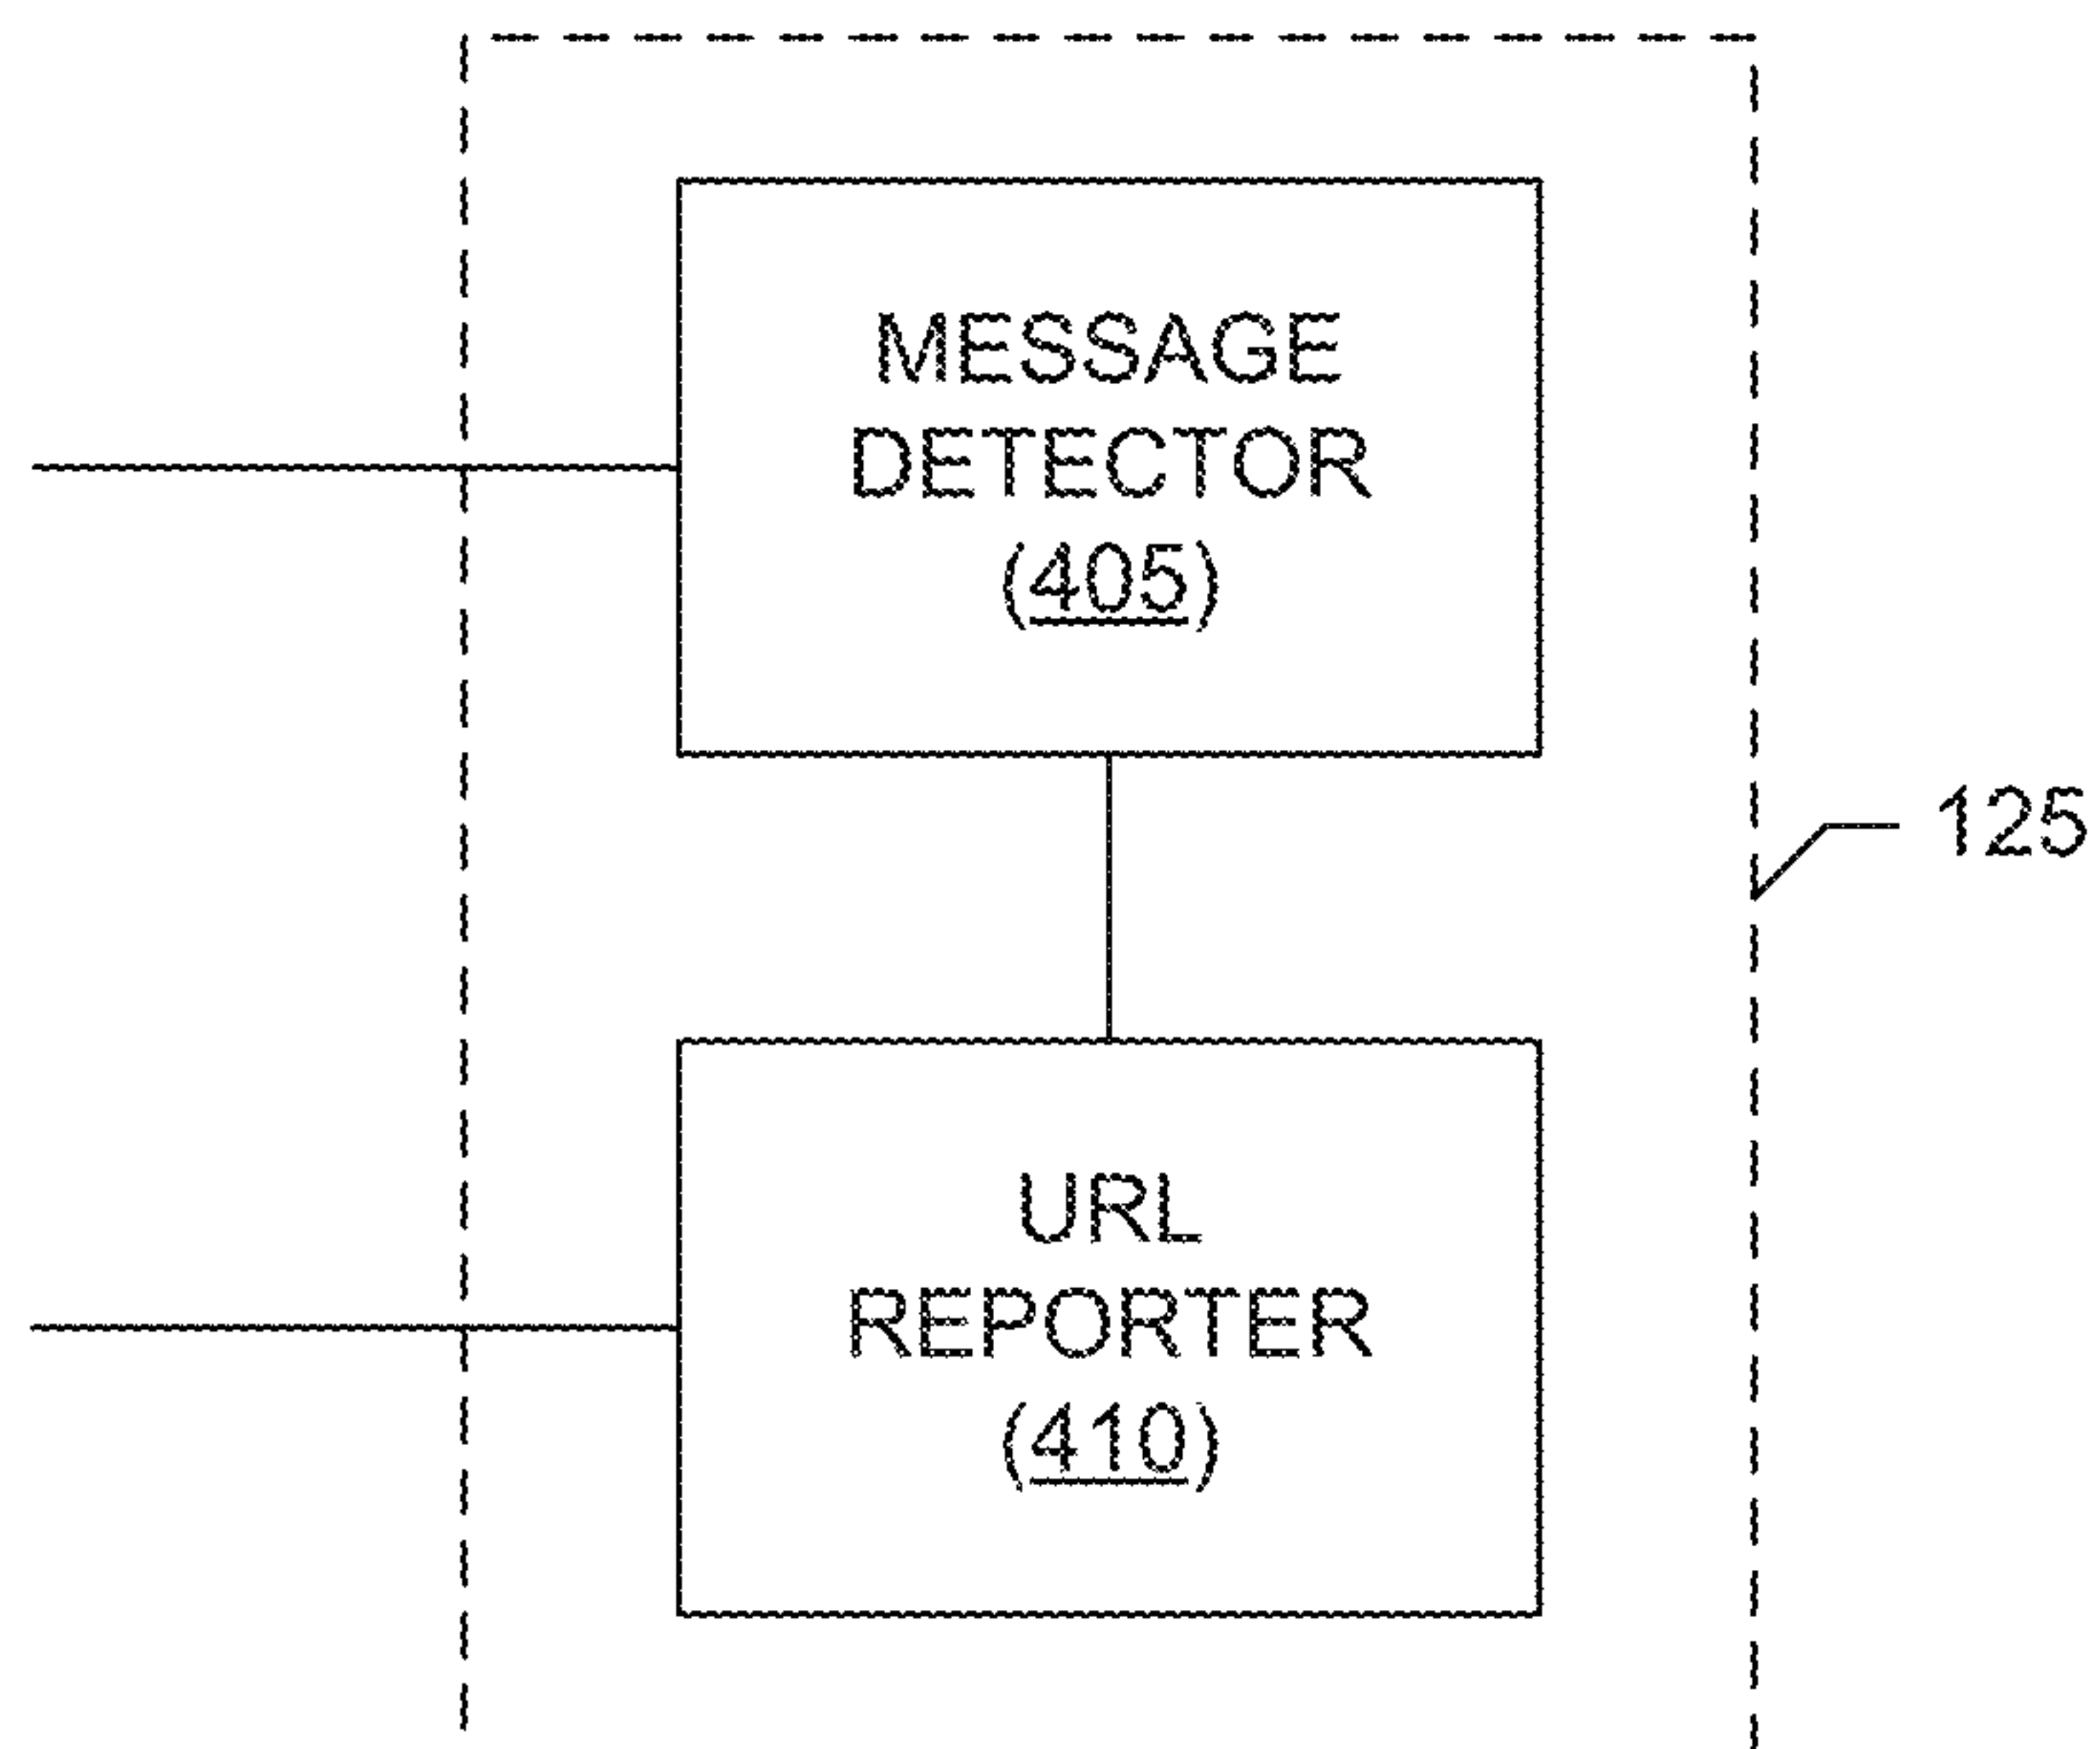 MESSAGE
DETECTOR
(405)
125
URL
REPORTER
(410)